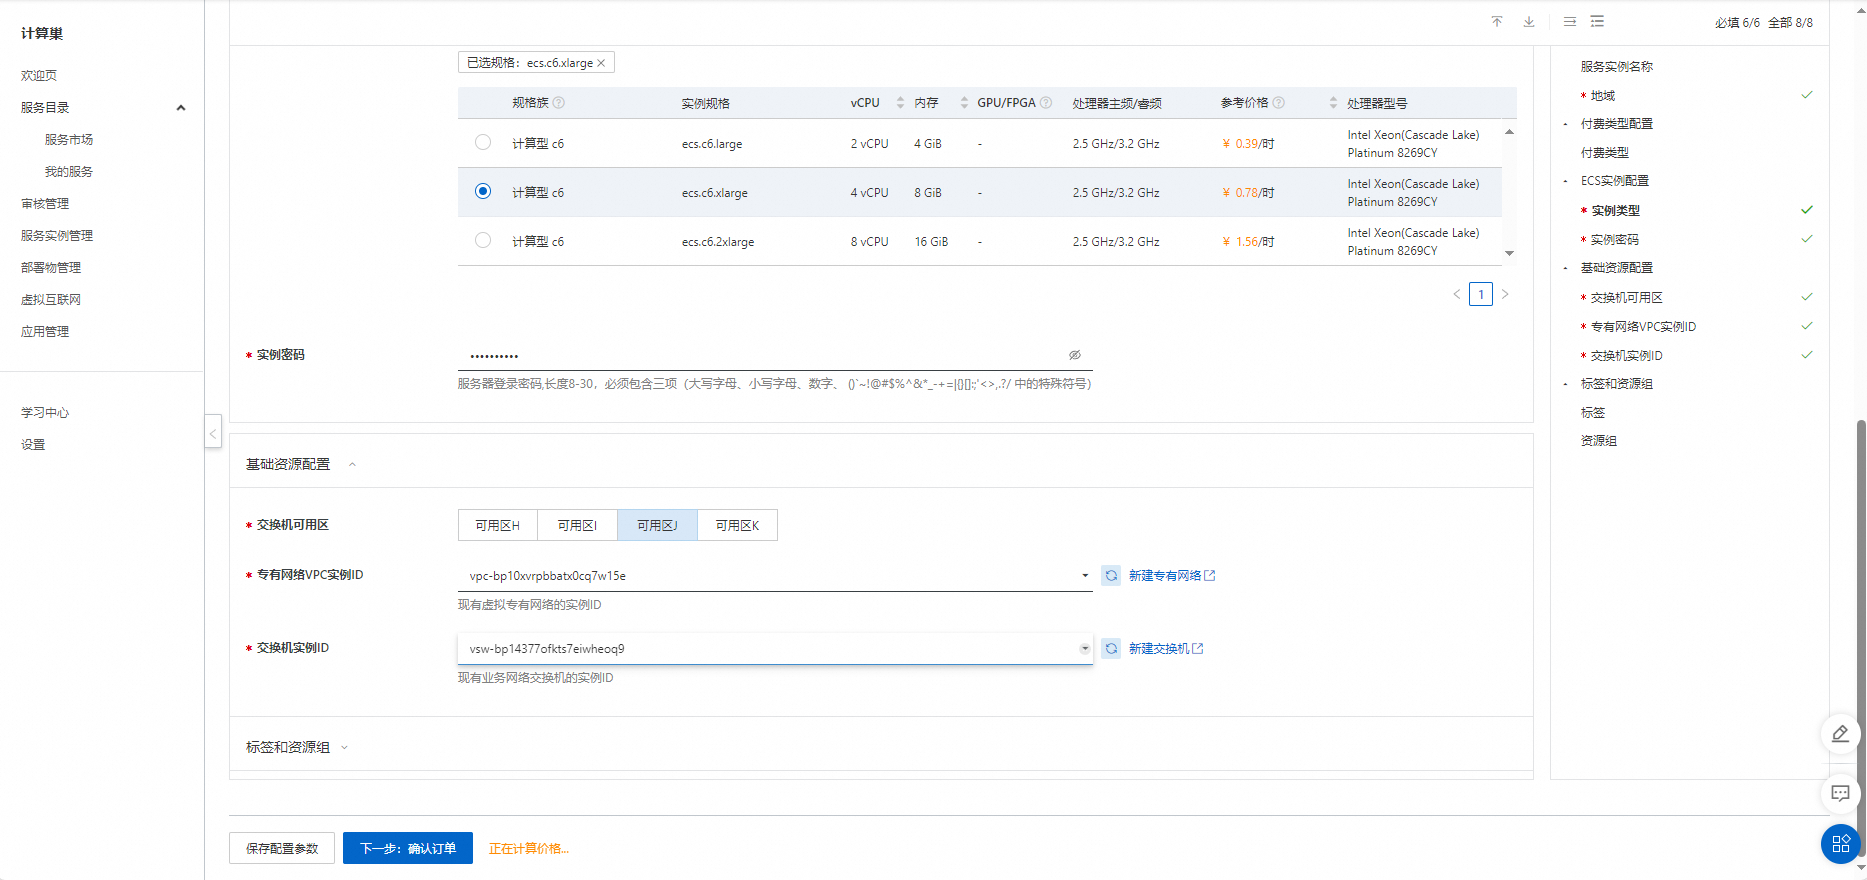 计算巢
欢迎页
服务目录
服务市场
我的服务
审核管理
服务实例管理
部署物管理
虚拟互联网
应用管理
学习中心
设置
必填 6/6 全部 8/8
已选规格：ecs.c6.xlarge
规格族 实例规格 vCPU 内存 GPU/FPGA 处理器主频/睿频 参考价格 处理器型号
计算型 c6 ecs.c6.large 2 vCPU 4 GiB - 2.5 GHz/3.2 GHz ￥ 0.39/时 Intel Xeon(Cascade Lake) Platinum 8269CY
计算型 c6 ecs.c6.xlarge 4 vCPU 8 GiB - 2.5 GHz/3.2 GHz ￥ 0.78/时 Intel Xeon(Cascade Lake) Platinum 8269CY
计算型 c6 ecs.c6.2xlarge 8 vCPU 16 GiB - 2.5 GHz/3.2 GHz ￥ 1.56/时 Intel Xeon(Cascade Lake) Platinum 8269CY
1
* 实例密码 ••••••••••
服务器登录密码,长度8-30，必须包含三项（大写字母、小写字母、数字、 ()`~!@#$%^&*_-+=|{}[]:;'<>,.?/ 中的特殊符号）
基础资源配置
* 交换机可用区 可用区H 可用区I 可用区J 可用区K
* 专有网络VPC实例ID vpc-bp10xvrpbbatx0cq7w15e 新建专有网络
现有虚拟专有网络的实例ID
* 交换机实例ID vsw-bp14377ofkts7eiwheoq9 新建交换机
现有业务网络交换机的实例ID
标签和资源组
保存配置参数 下一步：确认订单 正在计算价格...
服务实例名称
* 地域
付费类型配置
付费类型
ECS实例配置
* 实例类型
* 实例密码
基础资源配置
* 交换机可用区
* 专有网络VPC实例ID
* 交换机实例ID
标签和资源组
标签
资源组